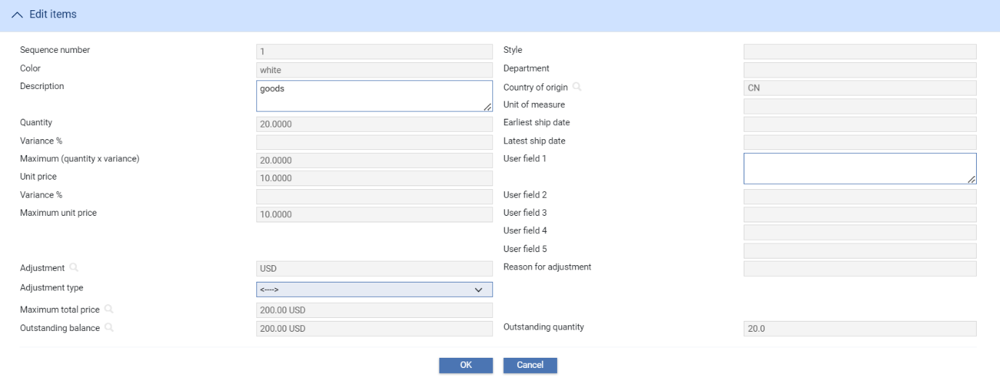 Edit items
Sequence number 1 Style
Color white Department
Description goods Country of origin CN
Unit of measure
Quantity 20.0000 Earliest ship date
Variance % Latest ship date
Maximum (quantity x variance) 20.0000 User field 1
Unit price 10.0000
Variance % User field 2
Maximum unit price 10.0000 User field 3
User field 4
User field 5
Adjustment USD Reason for adjustment
Adjustment type <---->
Maximum total price 200.00 USD
Outstanding balance 200.00 USD Outstanding quantity 20.0
OK Cancel